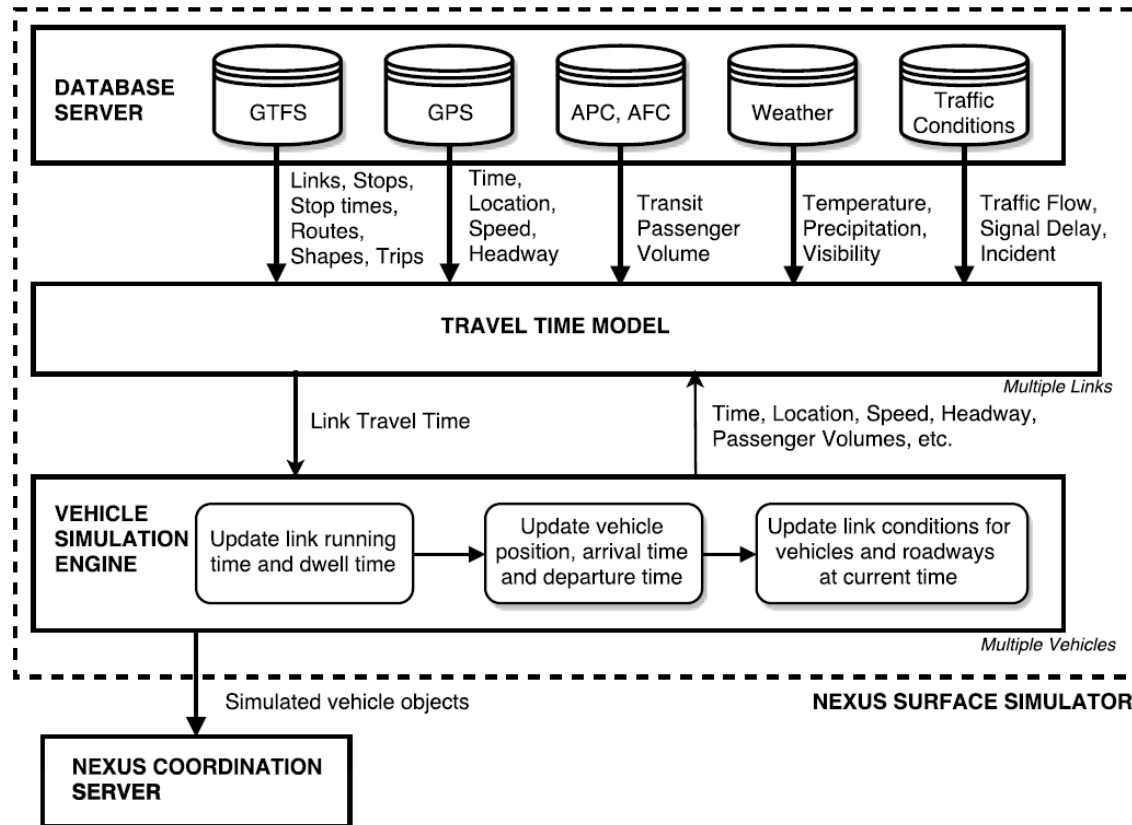 DATABASE
SERVER
GTFS
GPS
APC, AFC
Weather
Traffic
Conditions
Links, Stops,
Stop times,
Routes,
Shapes, Trips
Time,
Location,
Speed,
Headway
Transit
Passenger
Volume
Temperature,
Precipitation,
Visibility
Traffic Flow,
Signal Delay,
Incident
TRAVEL TIME MODEL
Multiple Links
Link Travel Time
Time, Location, Speed, Headway,
Passenger Volumes, etc.
VEHICLE
SIMULATION
ENGINE
Update link running
time and dwell time
Update vehicle
position, arrival time
and departure time
Update link conditions for
vehicles and roadways
at current time
Multiple Vehicles
Simulated vehicle objects
NEXUS SURFACE SIMULATOR
NEXUS COORDINATION
SERVER